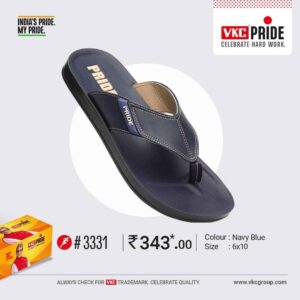 INDIA'S PRIDE.
MY PRIDE.
VKC PRIDE
CELEBRATE HARD WORK.
PRIDE
PRIDE
#3331
₹343*.00
Colour : Navy Blue
Size : 6x10
ALWAYS CHECK FOR VKC TRADEMARK. CELEBRATE QUALITY.
www.vkcgroup.com